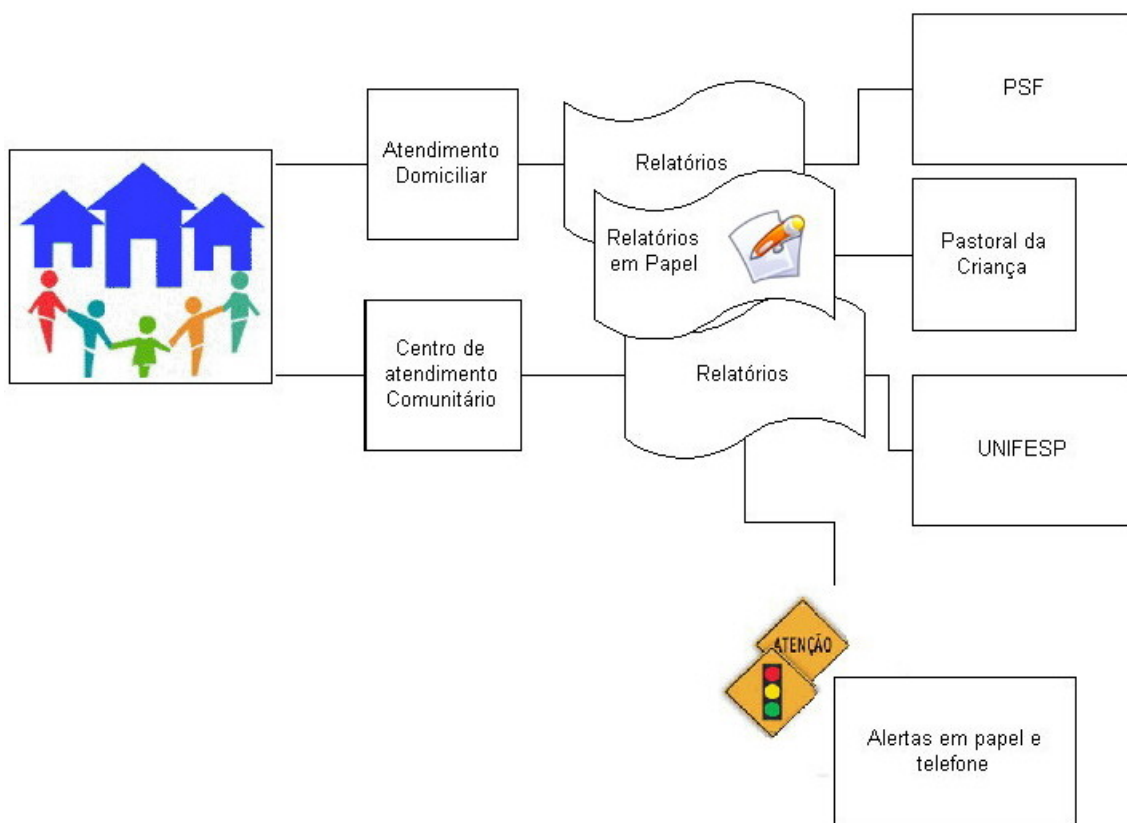 PSF
Atendimento
Domiciliar
Relatórios
Relatórios
em Papel
Pastoral da
Criança
Centro de
atendimento
Comunitário
Relatórios
UNIFESP
ATENÇÃO
Alertas em papel e
telefone